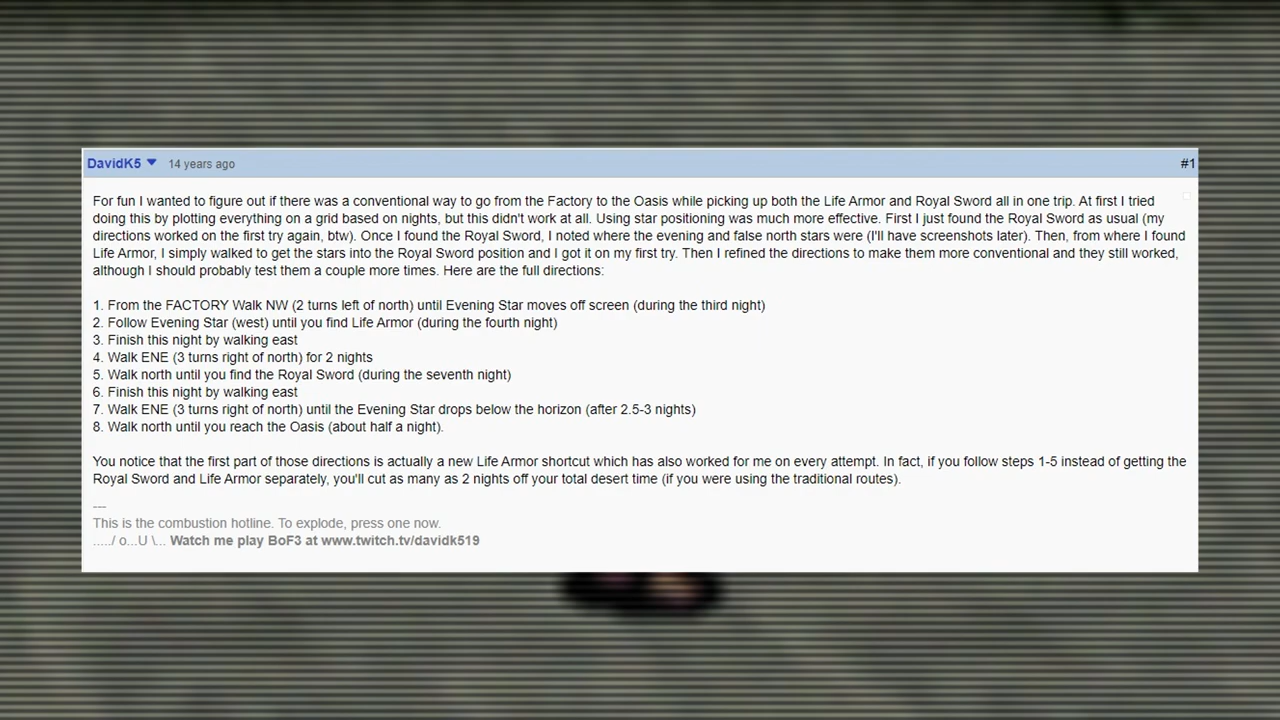 DavidK5 14 years ago #1
For fun I wanted to figure out if there was a conventional way to go from the Factory to the Oasis while picking up both the Life Armor and Royal Sword all in one trip. At first I tried
doing this by plotting everything on a grid based on nights, but this didn't work at all. Using star positioning was much more effective. First I just found the Royal Sword as usual (my
directions worked on the first try again, btw). Once I found the Royal Sword, I noted where the evening and false north stars were (I'll have screenshots later). Then, from where I found
Life Armor, I simply walked to get the stars into the Royal Sword position and I got it on my first try. Then I refined the directions to make them more conventional and they still worked,
although I should probably test them a couple more times. Here are the full directions:
1. From the FACTORY Walk NW (2 turns left of north) until Evening Star moves off screen (during the third night)
2. Follow Evening Star (west) until you find Life Armor (during the fourth night)
3. Finish this night by walking east
4. Walk ENE (3 turns right of north) for 2 nights
5. Walk north until you find the Royal Sword (during the seventh night)
6. Finish this night by walking east
7. Walk ENE (3 turns right of north) until the Evening Star drops below the horizon (after 2.5-3 nights)
8. Walk north until you reach the Oasis (about half a night).
You notice that the first part of those directions is actually a new Life Armor shortcut which has also worked for me on every attempt. In fact, if you follow steps 1-5 instead of getting the
Royal Sword and Life Armor separately, you'll cut as many as 2 nights off your total desert time (if you were using the traditional routes).
---
This is the combustion hotline. To explode, press one now.
...../ o...U \... Watch me play BoF3 at www.twitch.tv/davidk519